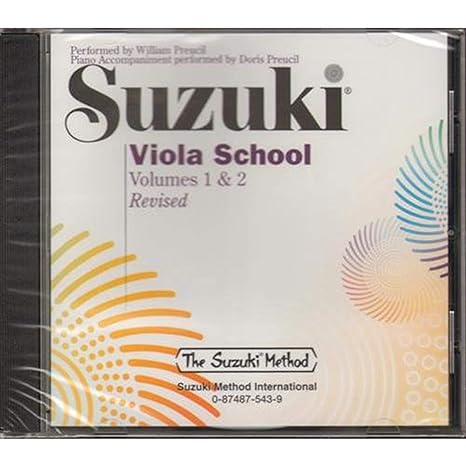 Performed by William Preucil
Piano Accompaniment performed by Doris Preucil
Suzuki®
Viola School
Volumes 1 & 2
Revised
The Suzuki® Method
Suzuki Method International
0-87487-543-9